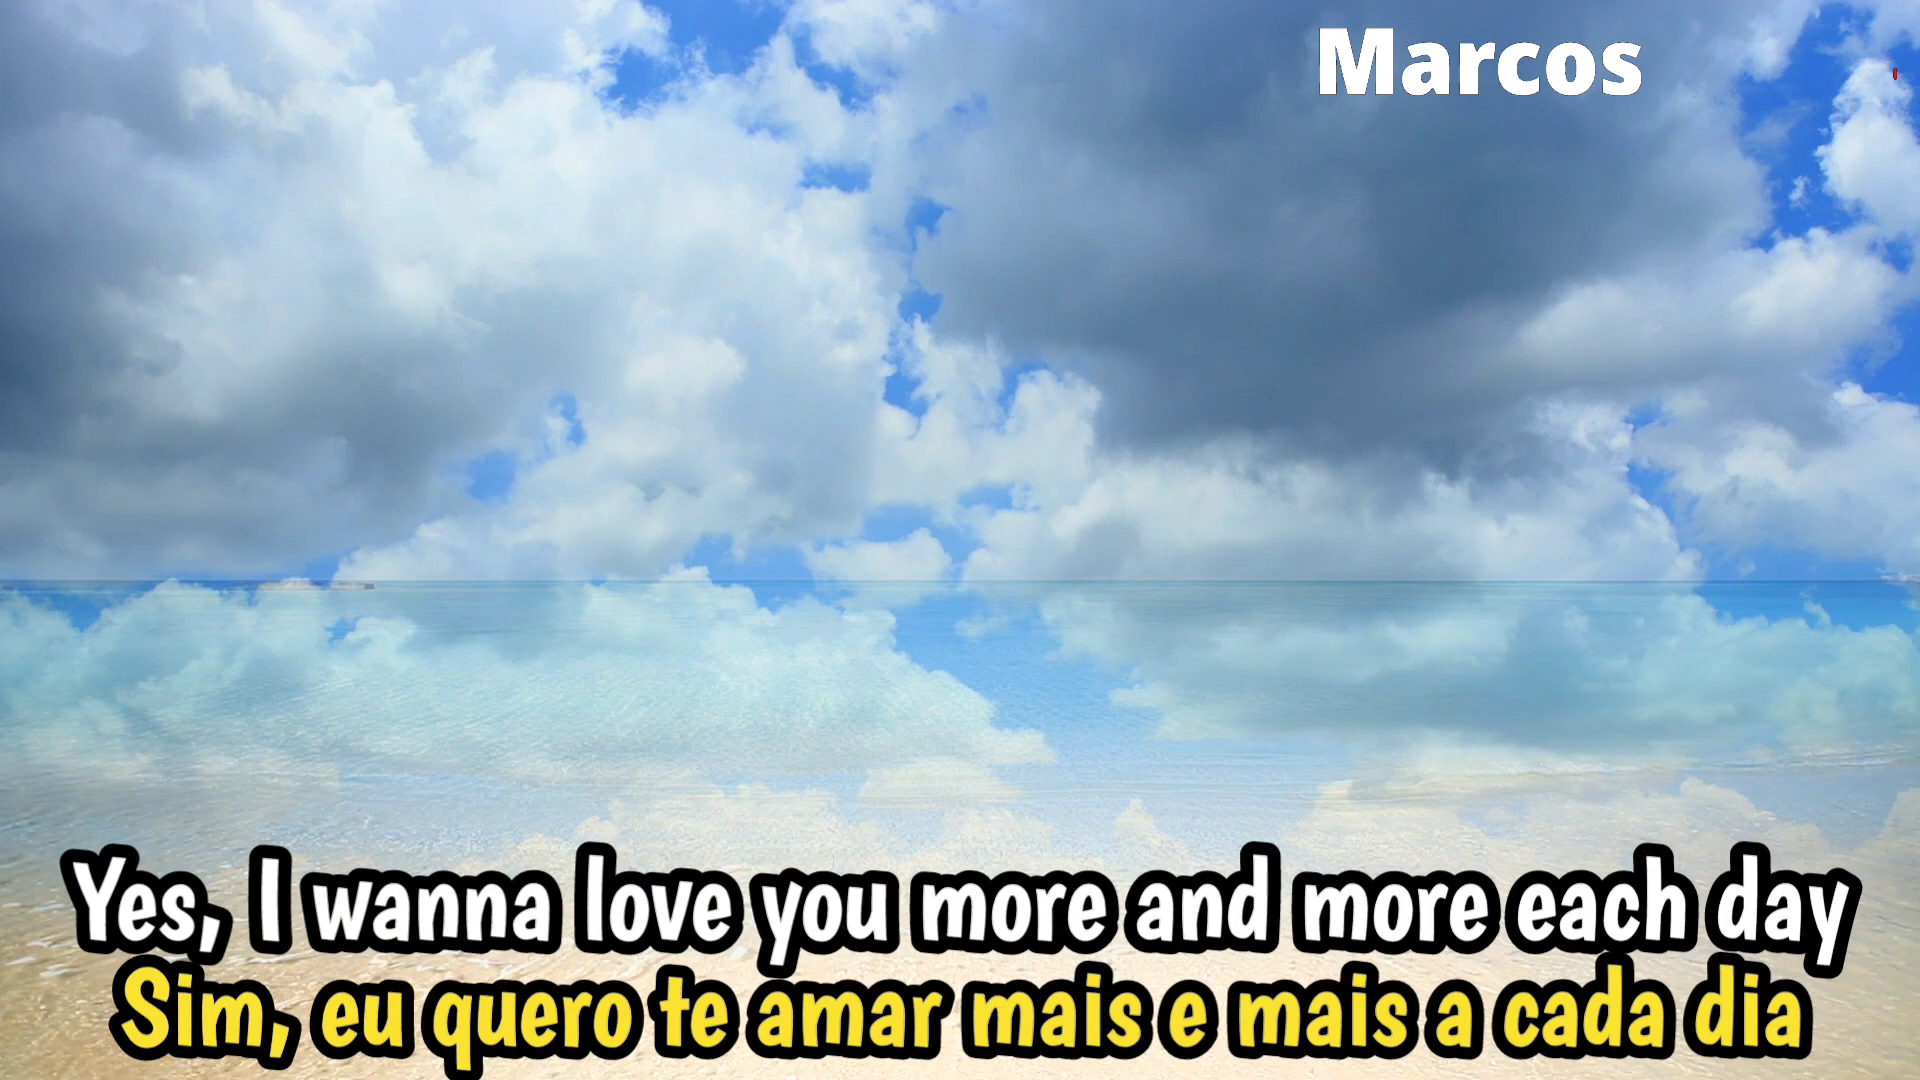 Marcos
Yes, I wanna love you more and more each day
Sim, eu quero te amar mais e mais a cada dia